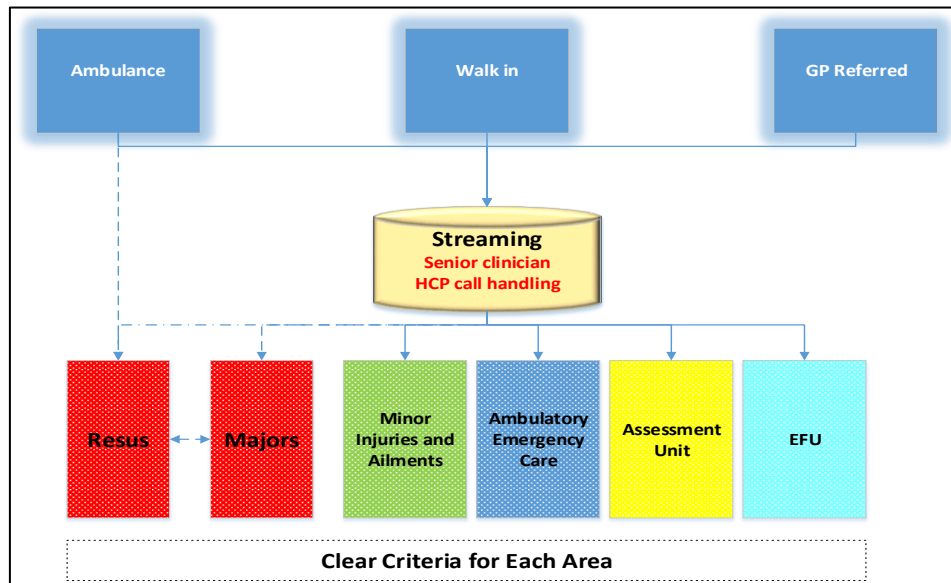 Ambulance
Walk in
GP Referred
Streaming
Senior clinician
HCP call handling
Resus
Majors
Minor
Injuries and
Ailments
Ambulatory
Emergency
Care
Assessment
Unit
EFU
Clear Criteria for Each Area